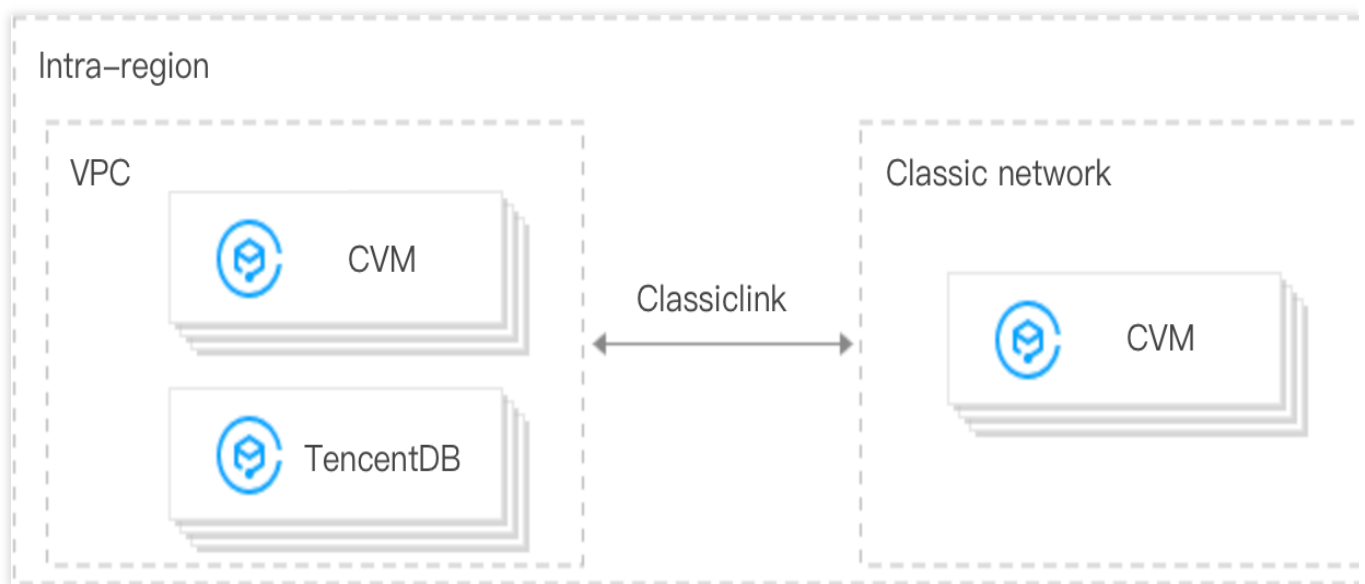 Intra-region
VPC
CVM
TencentDB
Classiclink
Classic network
CVM